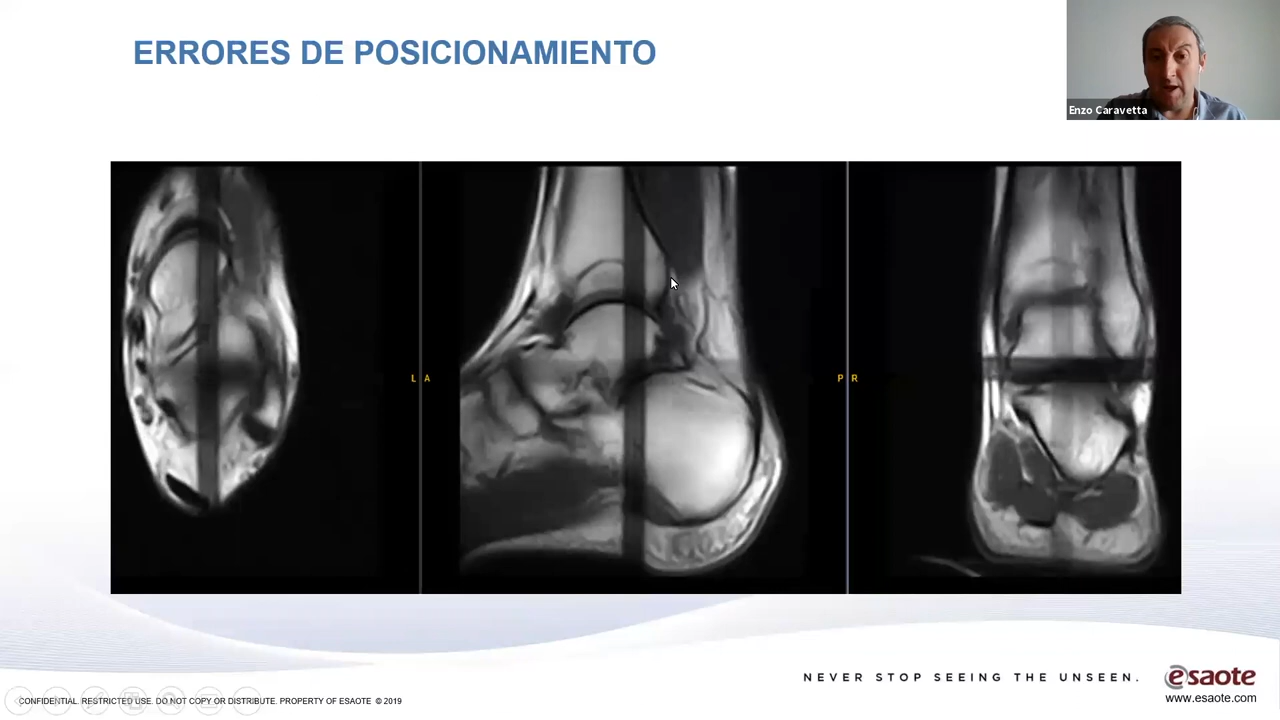 ERRORES DE POSICIONAMIENTO
Enzo Caravetta
L A
P R
NEVER STOP SEEING THE UNSEEN.
esaote
www.esaote.com
CONFIDENTIAL. RESTRICTED USE. DO NOT COPY OR DISTRIBUTE. PROPERTY OF ESAOTE © 2019